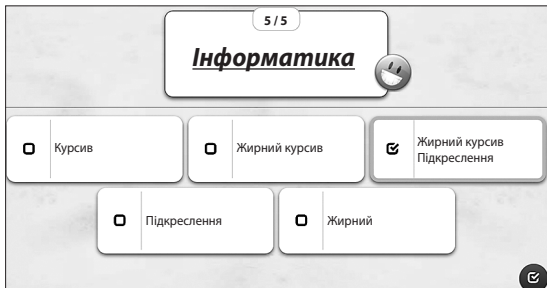 5 / 5
Інформатика
Курсив
Жирний курсив
Жирний курсив
Підкреслення
Підкреслення
Жирний